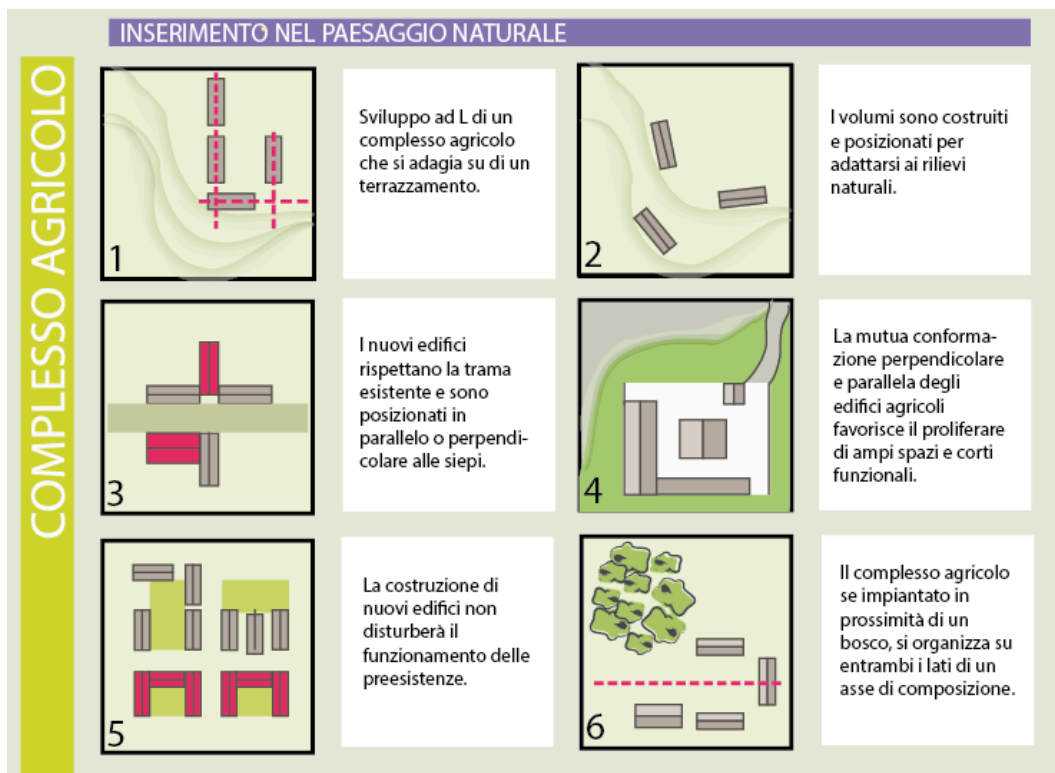 INSERIMENTO NEL PAESAGGIO NATURALE
COMPLESSO AGRICOLO
1
Sviluppo ad L di un
complesso agricolo
che si adagia su di un
terrazzamento.
2
I volumi sono costruiti
e posizionati per
adattarsi ai rilievi
naturali.
3
I nuovi edifici
rispettano la trama
esistente e sono
posizionati in
parallelo o perpendi-
colare alle siepi.
4
La mutua conforma-
zione perpendicolare
e parallela degli
edifici agricoli
favorisce il proliferare
di ampi spazi e corti
funzionali.
5
La costruzione di
nuovi edifici non
disturberà il
funzionamento delle
preesistenze.
6
Il complesso agricolo
se impiantato in
prossimità di un
bosco, si organizza su
entrambi i lati di un
asse di composizione.